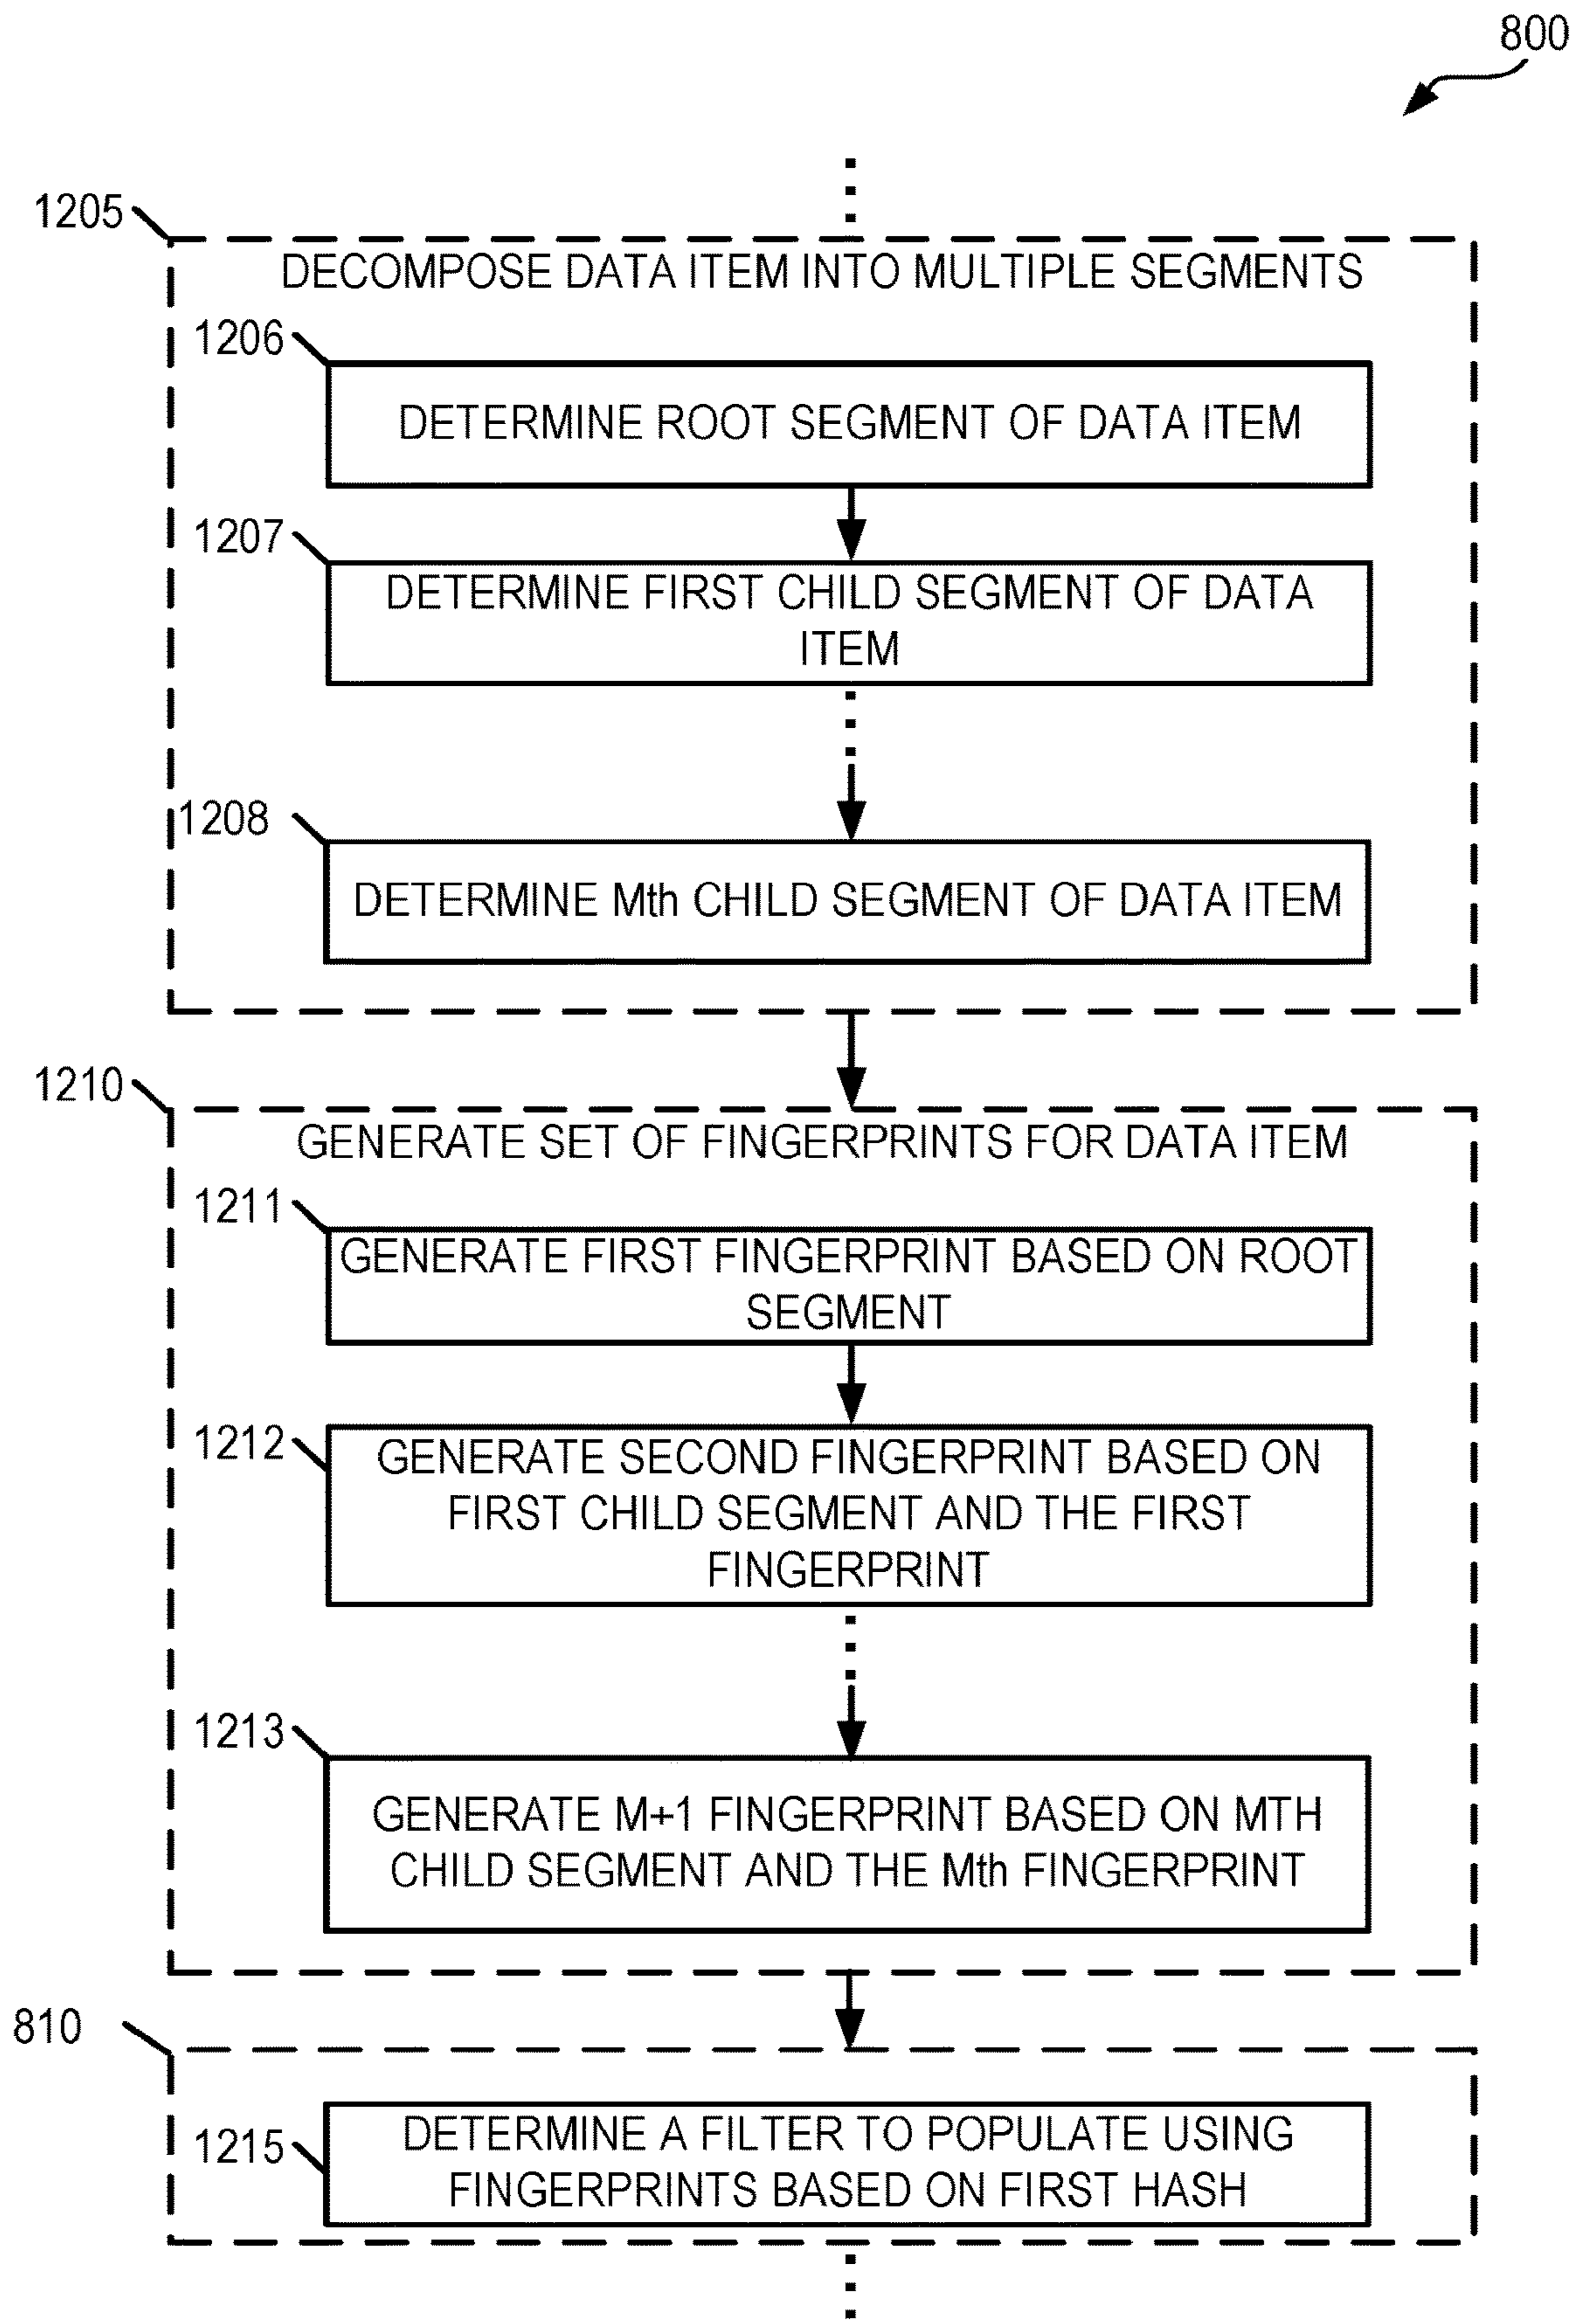 800
1205
DECOMPOSE DATA ITEM INTO MULTIPLE SEGMENTS
1206
DETERMINE ROOT SEGMENT OF DATA ITEM
1207
DETERMINE FIRST CHILD SEGMENT OF DATA
ITEM
1208
DETERMINE Mth CHILD SEGMENT OF DATA ITEM
1210
GENERATE SET OF FINGERPRINTS FOR DATA ITEM
1211
GENERATE FIRST FINGERPRINT BASED ON ROOT
SEGMENT
1212
GENERATE SECOND FINGERPRINT BASED ON
FIRST CHILD SEGMENT AND THE FIRST
FINGERPRINT
1213
GENERATE M+1 FINGERPRINT BASED ON MTH
CHILD SEGMENT AND THE Mth FINGERPRINT
810
1215
DETERMINE A FILTER TO POPULATE USING
FINGERPRINTS BASED ON FIRST HASH